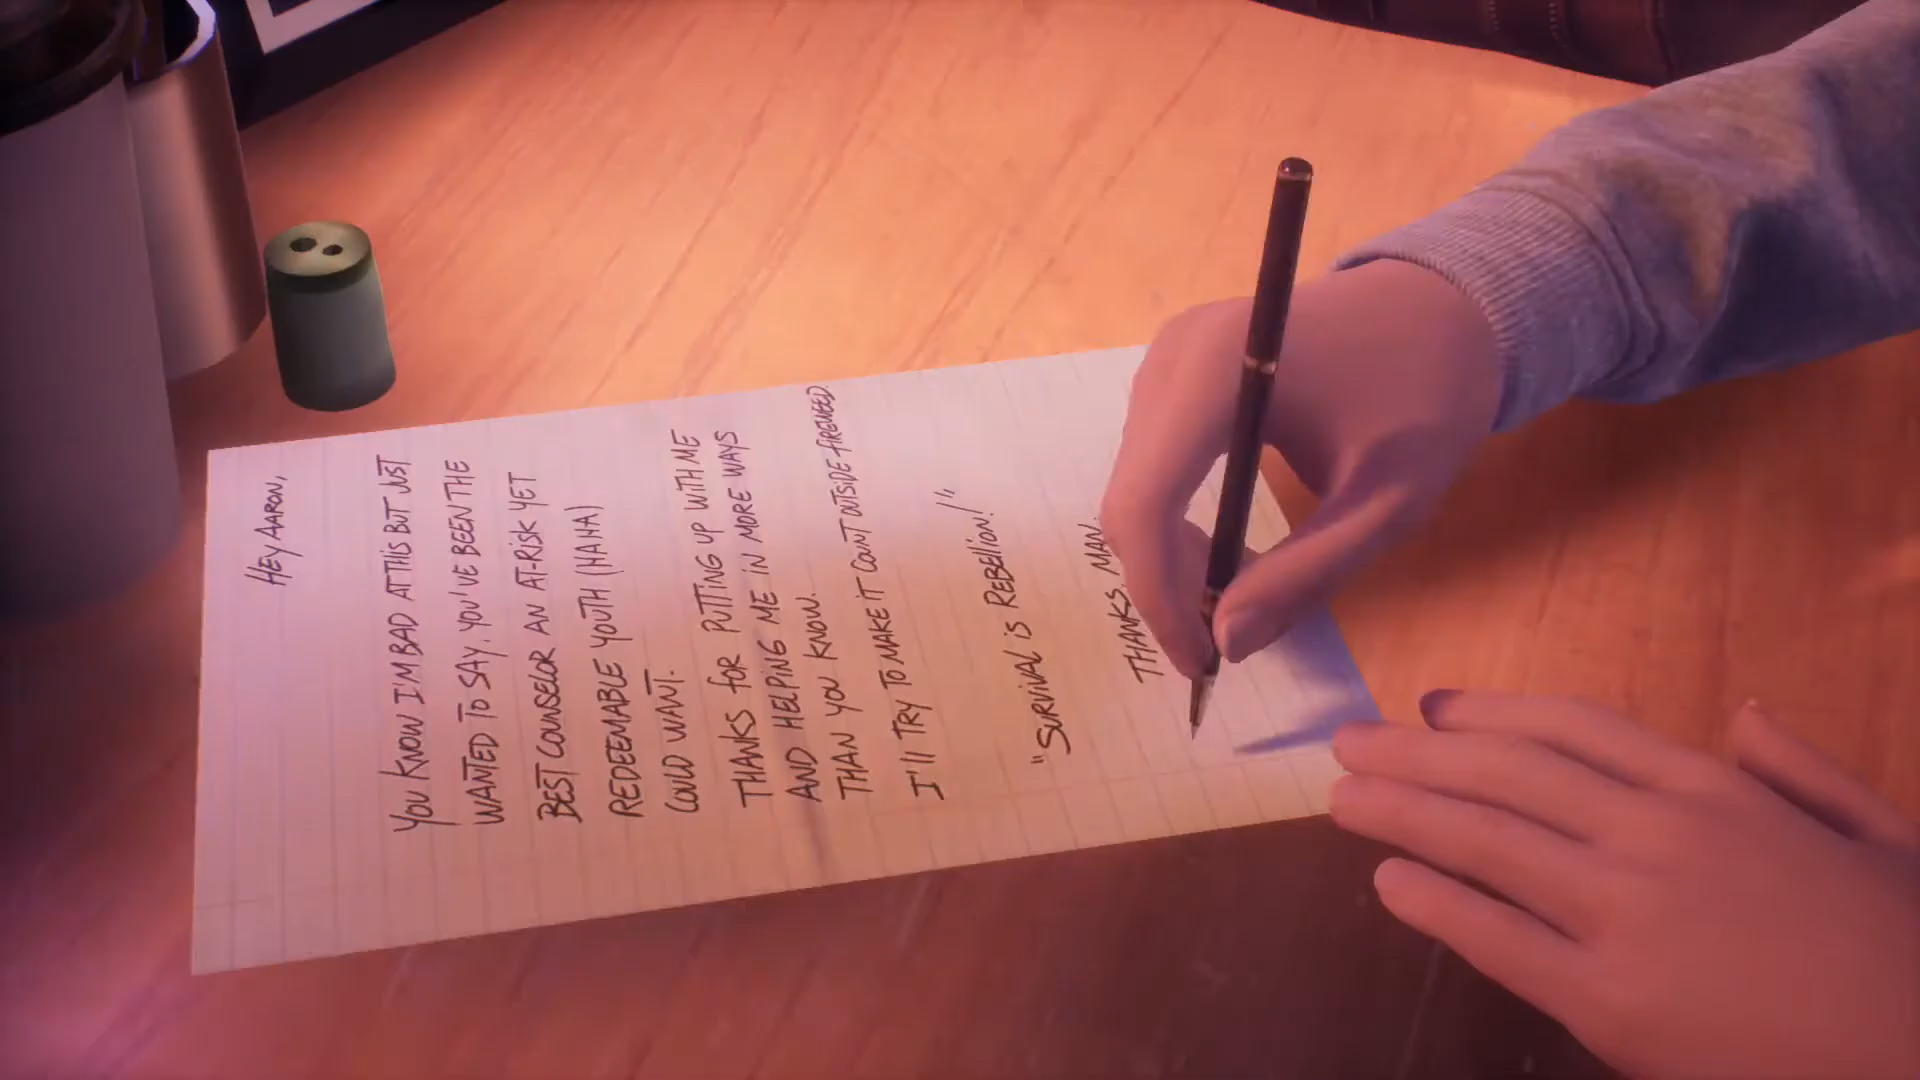 Hey Aaron,
You know I'm bad at this but just
wanted to say, you've been the
best counselor an at-risk yet
redeemable youth (haha)
could want.
Thanks for putting up with me
and helping me in more ways
than you know.
I'll try to make it count outside Fireweed.
"Survival is Rebellion!"
Thanks, man.